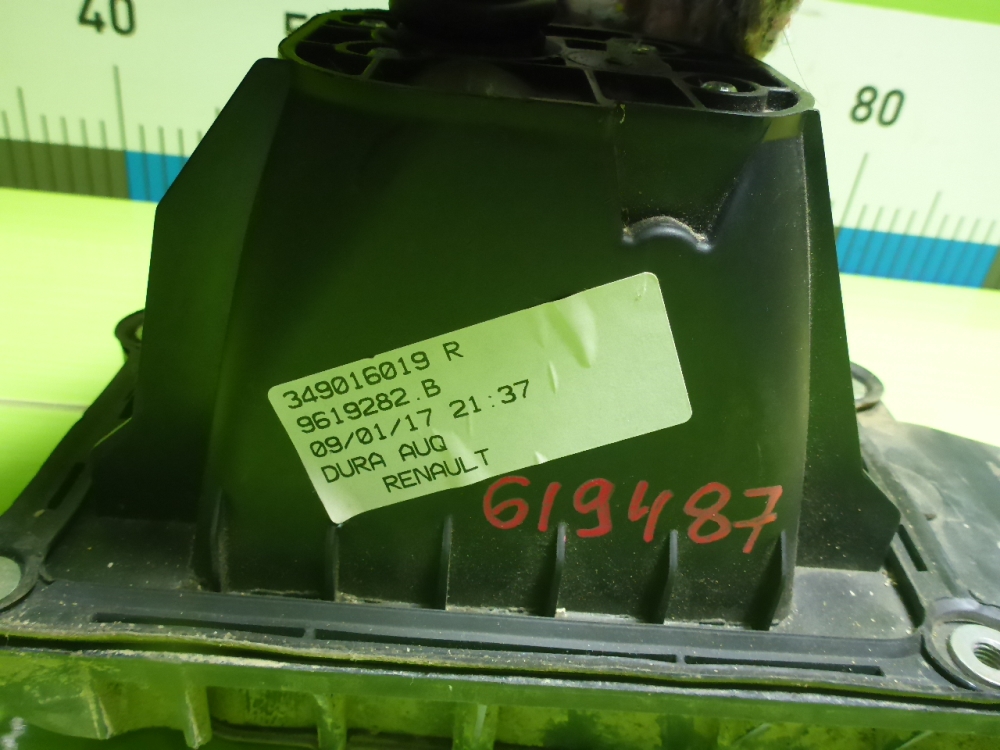 40
80
349016019 R
9619282.B
09/01/17 21:37
DURA AUQ
RENAULT
619487